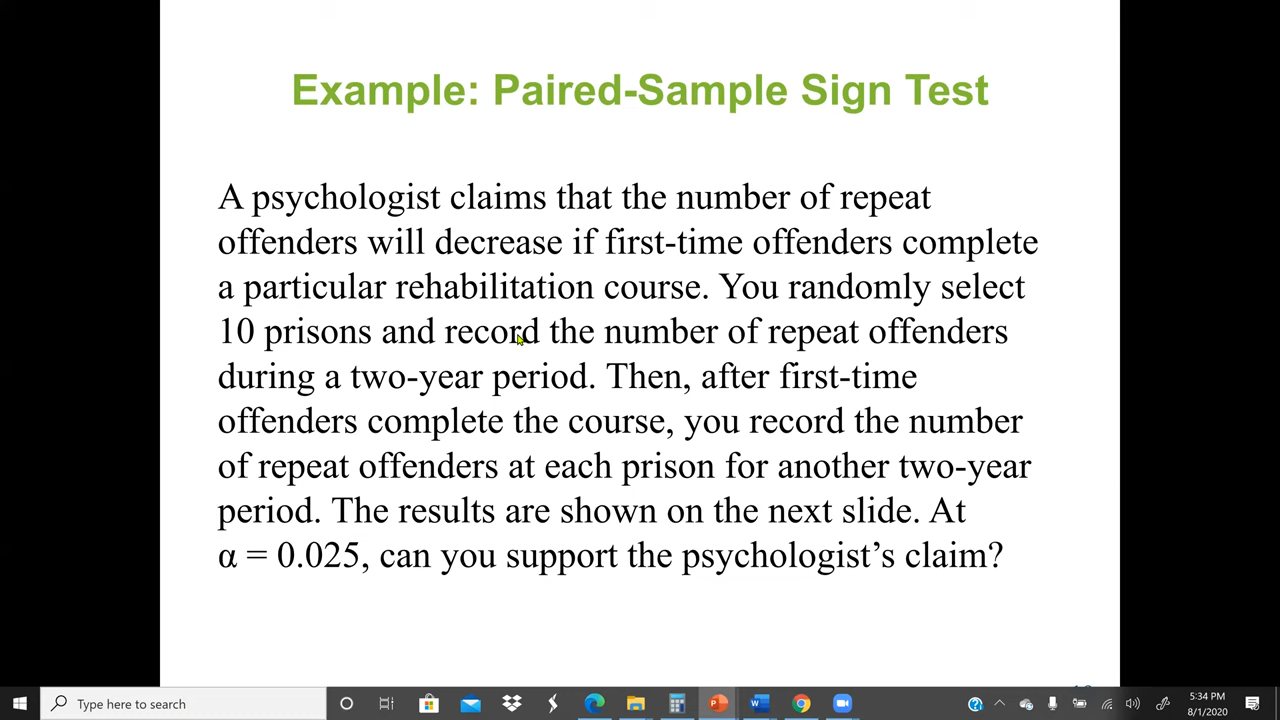 Example: Paired-Sample Sign Test
A psychologist claims that the number of repeat
offenders will decrease if first-time offenders complete
a particular rehabilitation course. You randomly select
10 prisons and record the number of repeat offenders
during a two-year period. Then, after first-time
offenders complete the course, you record the number
of repeat offenders at each prison for another two-year
period. The results are shown on the next slide. At
α = 0.025, can you support the psychologist’s claim?
Type here to search
5:34 PM
8/1/2020